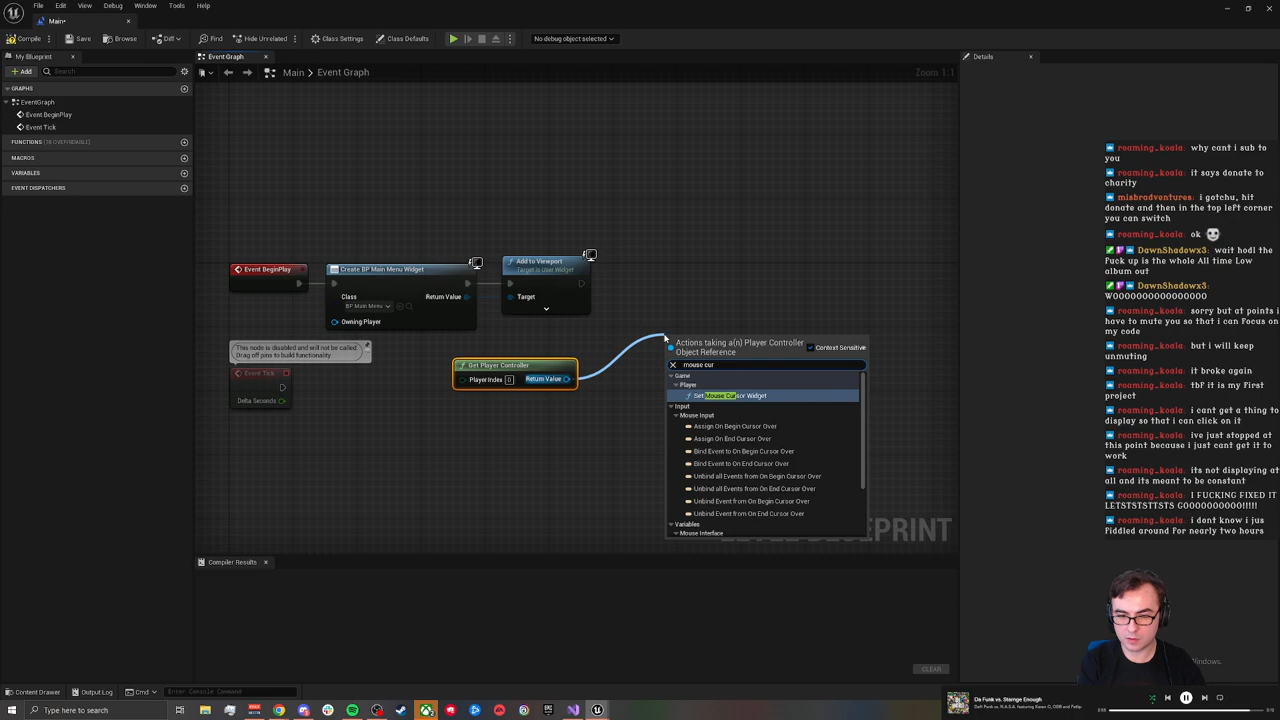 File Edit Asset View Debug Window Tools Help
Main•
Compile Save Browse Diff Find Hide Unrelated Class Settings Class Defaults No debug object selected
My Blueprint Event Graph Details
Add Search Main > Event Graph Zoom 1:1
GRAPHS
EventGraph
Event BeginPlay
Event Tick
FUNCTIONS
MACROS
VARIABLES
EVENT DISPATCHERS
Event BeginPlay
Create BP Main Menu Widget
Class
BP Main Menu
Return Value
Owning Player
Add to Viewport
Target is User Widget
Target
This node is disabled and will not be called.
Drag off pins to build functionality.
Event Tick
Delta Seconds
Get Player Controller
Player Index 0 Return Value
Actions taking a(n) Player Controller
Object Reference
Context Sensitive
mouse cur
Game
Player
Set Mouse Cursor Widget
Input
Mouse Input
Assign On Begin Cursor Over
Assign On End Cursor Over
Bind Event to On Begin Cursor Over
Bind Event to On End Cursor Over
Unbind all Events from On Begin Cursor Over
Unbind all Events from On End Cursor Over
Unbind Event from On Begin Cursor Over
Unbind Event from On End Cursor Over
Variables
Mouse Interface
BLUEPRINT
Compiler Results
CLEAR
Content Drawer Output Log Cmd Enter Console Command
roaming_koala: why cant i sub to
you
roaming_koala: it says donate to
charity
misbradventures: i gotchu, hit
donate and then in the top left corner
you can switch
roaming_koala: ok
DawnShadowx3: wait hodl the
Fuck up is the whole All time Low
album out
DawnShadowx3:
WOOOOOOOOOOOOOOO
roaming_koala: sorry but at points i
have to mute you so that i can Focus on
my code
roaming_koala: but i will keep
unmuting
roaming_koala: it broke again
roaming_koala: tbF it is my First
project
roaming_koala: i cant get a thing to
display so that i can click on it
roaming_koala: ive just stopped at
this point because i just cant get it to
work
roaming_koala: its not displaying at
all and its meant to be constant
roaming_koala: I FUCKING FIXED IT
roaming_koala: i dont know i jus
fiddled around for nearly two hours
Windows.
Type here to search
Da Funk vs. Starnge Enough